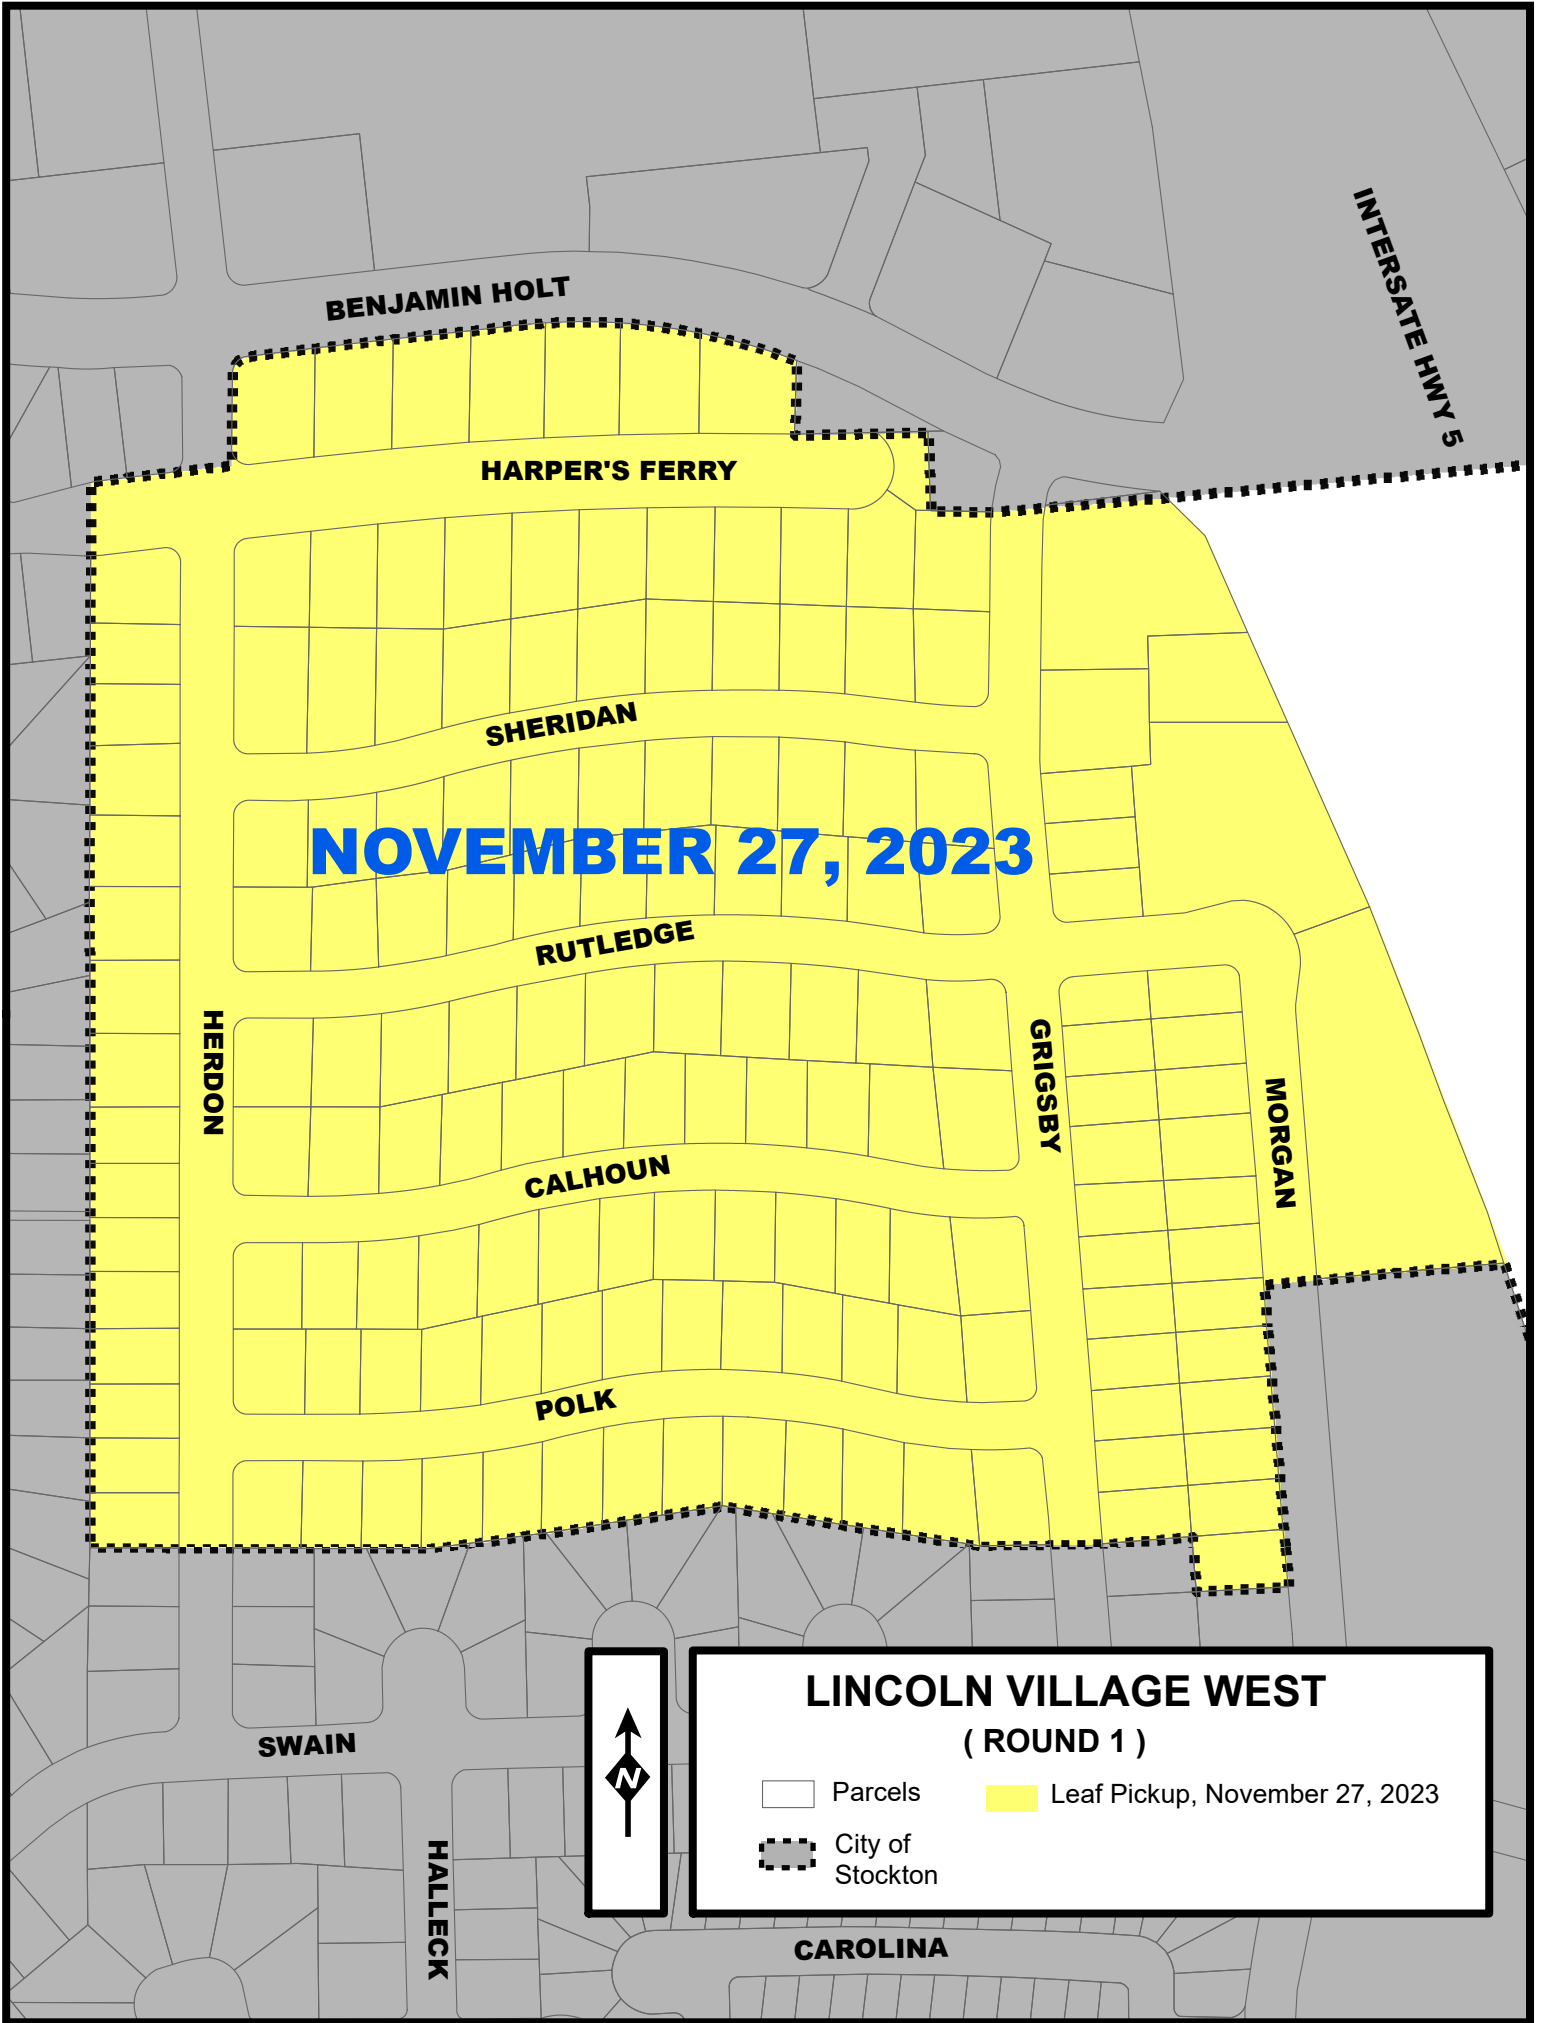 BENJAMIN HOLT
INTERSATE HWY 5
HARPER'S FERRY
SHERIDAN
NOVEMBER 27, 2023
RUTLEDGE
HERDON
GRIGSBY
MORGAN
CALHOUN
POLK
LINCOLN VILLAGE WEST
( ROUND 1 )
Parcels
Leaf Pickup, November 27, 2023
City of
Stockton
N
SWAIN
HALLECK
CAROLINA